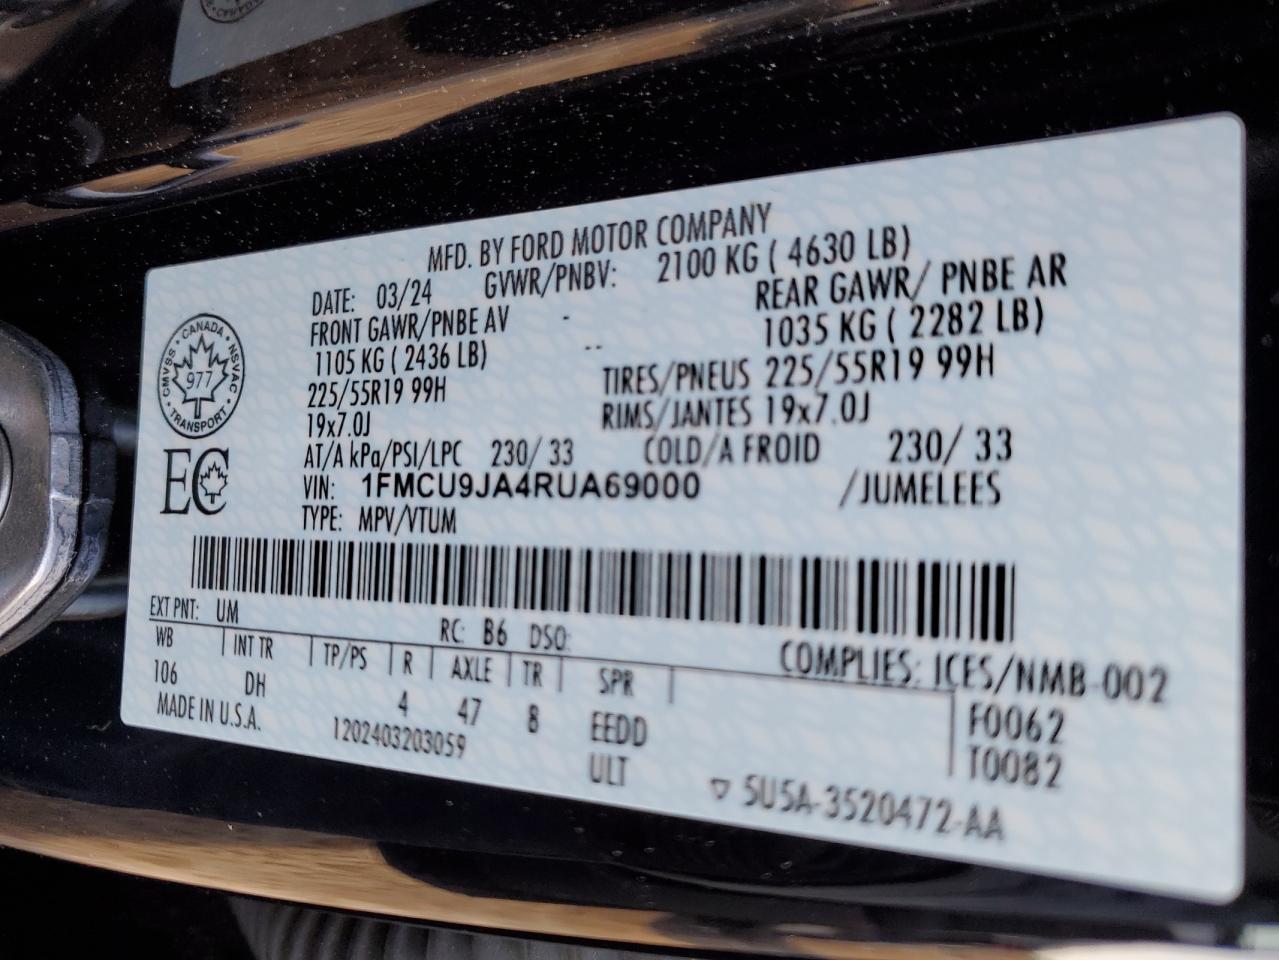 MFD. BY FORD MOTOR COMPANY
DATE: 03/24 GVWR/PNBV: 2100 KG ( 4630 LB)
FRONT GAWR/PNBE AV REAR GAWR/ PNBE AR
1105 KG ( 2436 LB) 1035 KG ( 2282 LB)
225/55R19 99H TIRES/PNEUS 225/55R19 99H
19x7.0J RIMS/JANTES 19x7.0J
AT/A kPa/PSI/LPC 230/ 33 COLD/A FROID 230/ 33
VIN: 1FMCU9JA4RUA69000 /JUMELEES
TYPE: MPV/VTUM
CANADA
CMVSS NSVAC
977
TRANSPORT
EC
EXT PNT: UM RC: B6 DSO:
COMPLIES: ICES/NMB-002
WB INT TR TP/PS R AXLE TR SPR
106 DH 4 47 8 EEDD F0062
MADE IN U.S.A. 1202403203059 ULT T0082
▽ 5U5A-3520472-AA